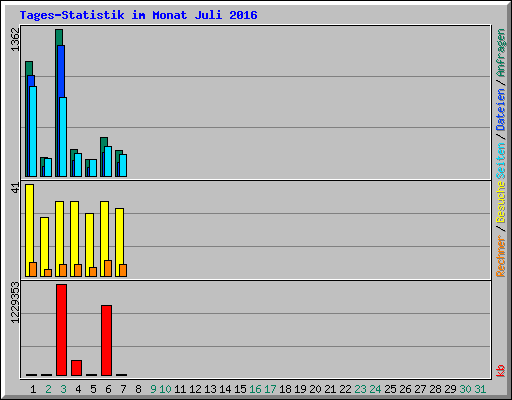 Tages-Statistik im Monat Juli 2016
1362
41
1229353
Rechner / Besuche Seiten / Dateien / Anfragen
kb
1 2 3 4 5 6 7 8 9 10 11 12 13 14 15 16 17 18 19 20 21 22 23 24 25 26 27 28 29 30 31